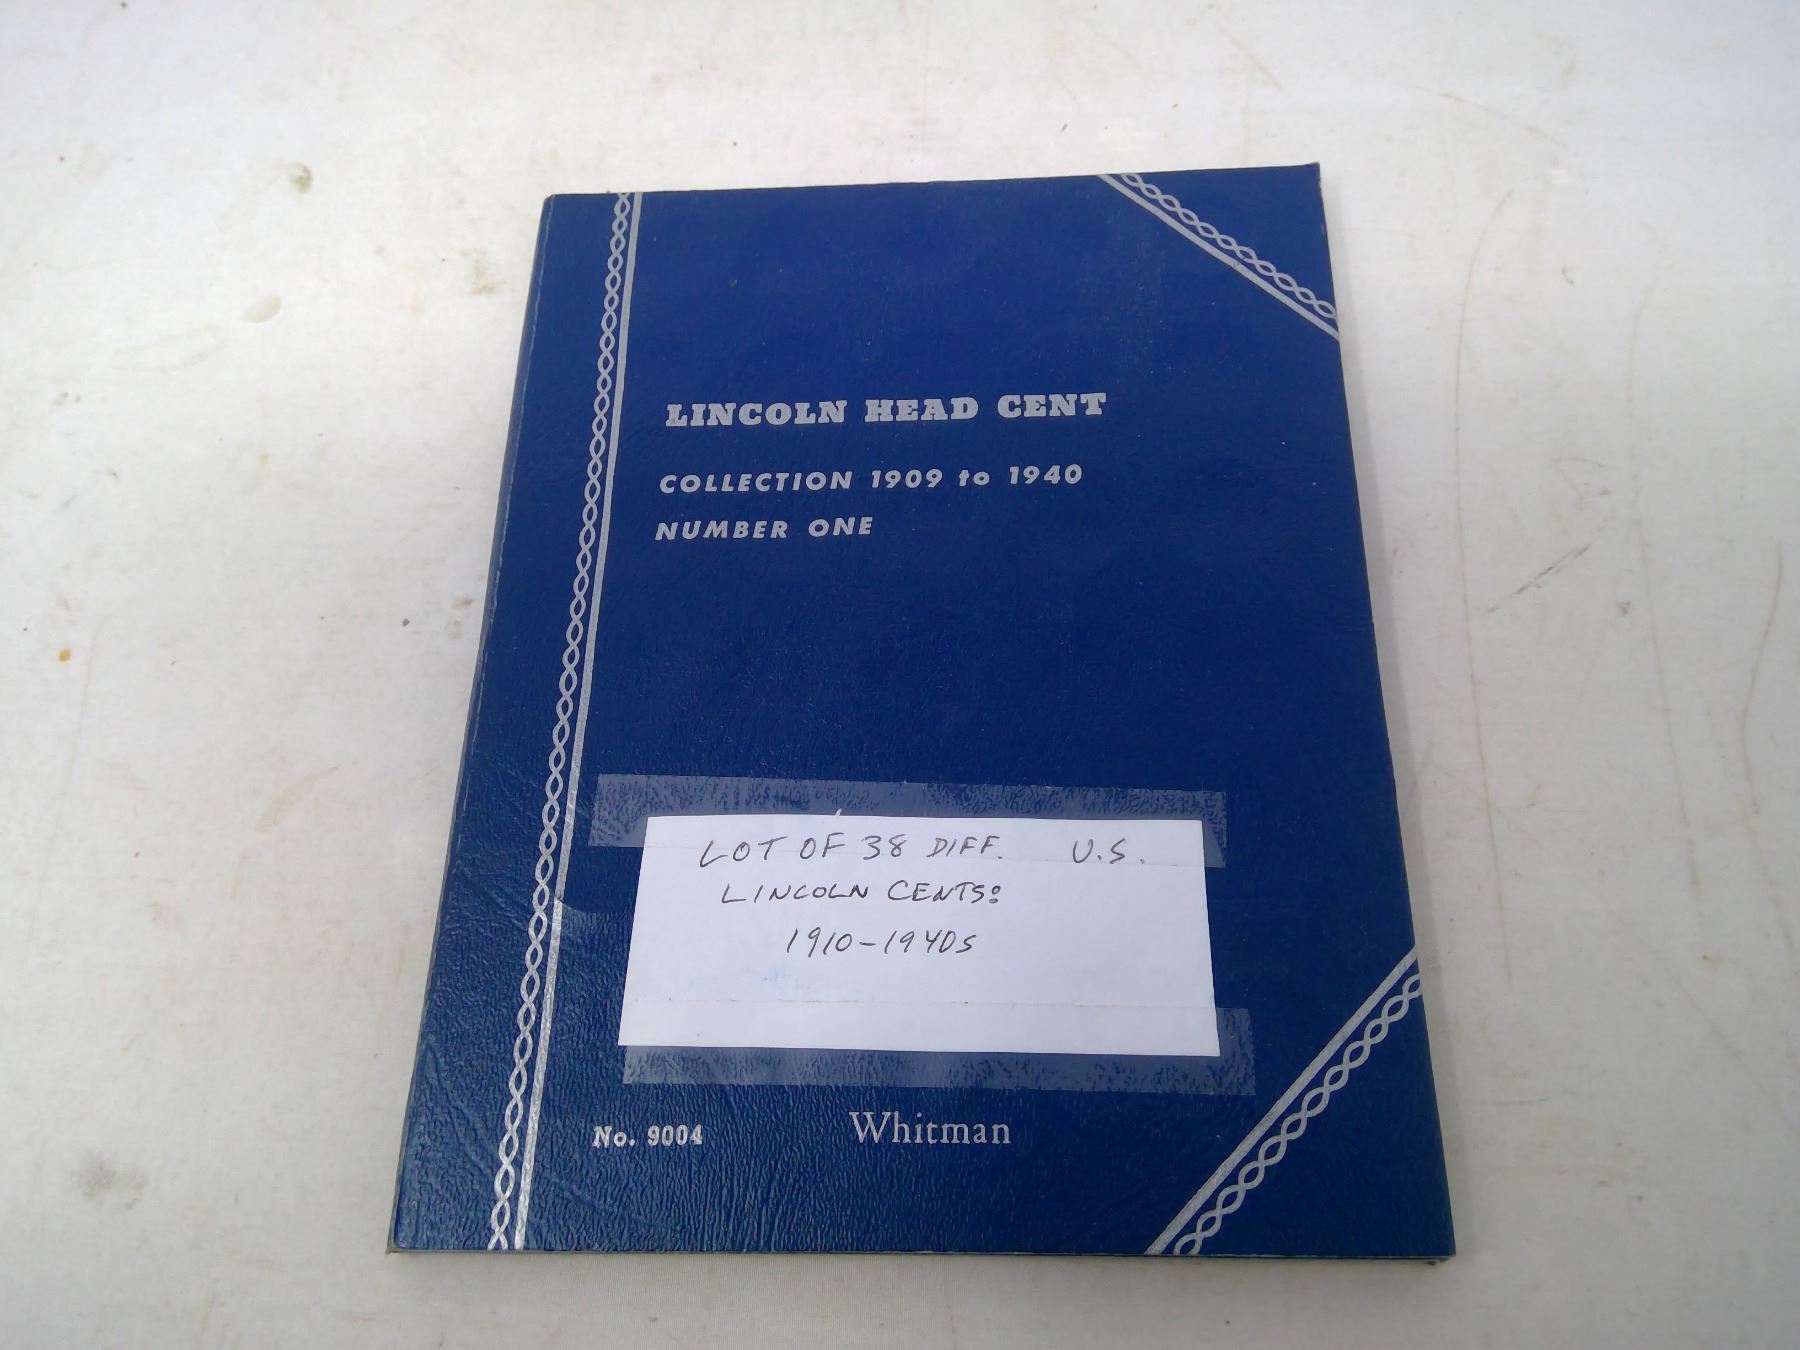 LINCOLN HEAD CENT
COLLECTION 1909 to 1940
NUMBER ONE
LOT OF 38 DIFF. U.S.
LINCOLN CENTS:
1910-1940s
No. 9004 Whitman